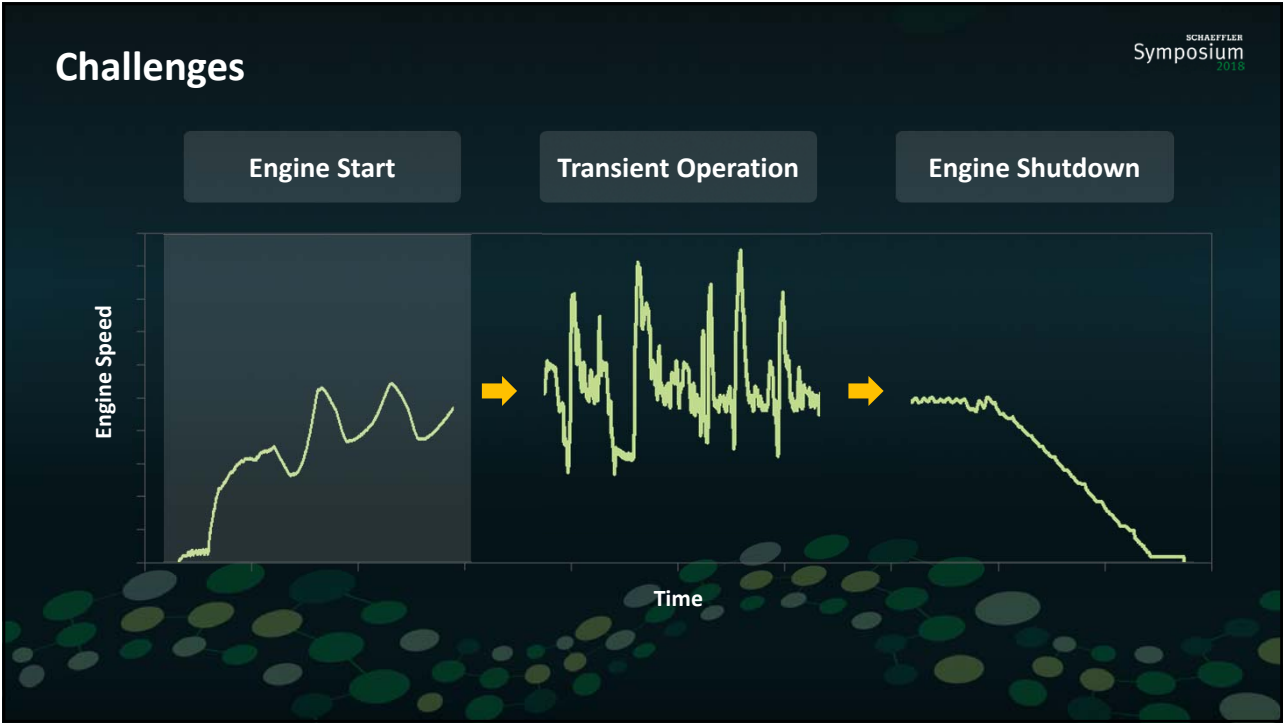 Challenges
SCHAEFFLER
Symposium
2018
Engine Start
Transient Operation
Engine Shutdown
Engine Speed
Time